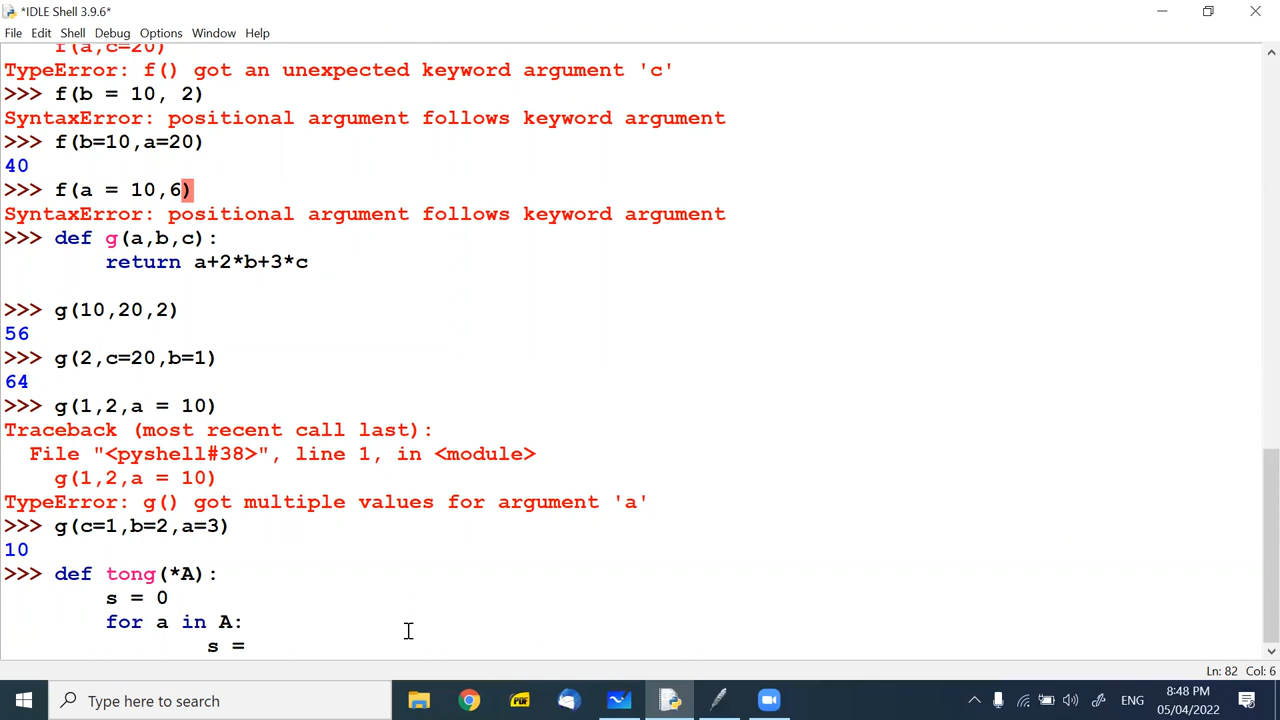 *IDLE Shell 3.9.6*
File Edit Shell Debug Options Window Help
f(a,c=20)
TypeError: f() got an unexpected keyword argument 'c'
>>> f(b = 10, 2)
SyntaxError: positional argument follows keyword argument
>>> f(b=10,a=20)
40
>>> f(a = 10,6)
SyntaxError: positional argument follows keyword argument
>>> def g(a,b,c):
return a+2*b+3*c
>>> g(10,20,2)
56
>>> g(2,c=20,b=1)
64
>>> g(1,2,a = 10)
Traceback (most recent call last):
File "<pyshell#38>", line 1, in <module>
g(1,2,a = 10)
TypeError: g() got multiple values for argument 'a'
>>> g(c=1,b=2,a=3)
10
>>> def tong(*A):
s = 0
for a in A:
s =
Ln: 82 Col: 6
Type here to search
PDF
ENG
8:48 PM
05/04/2022